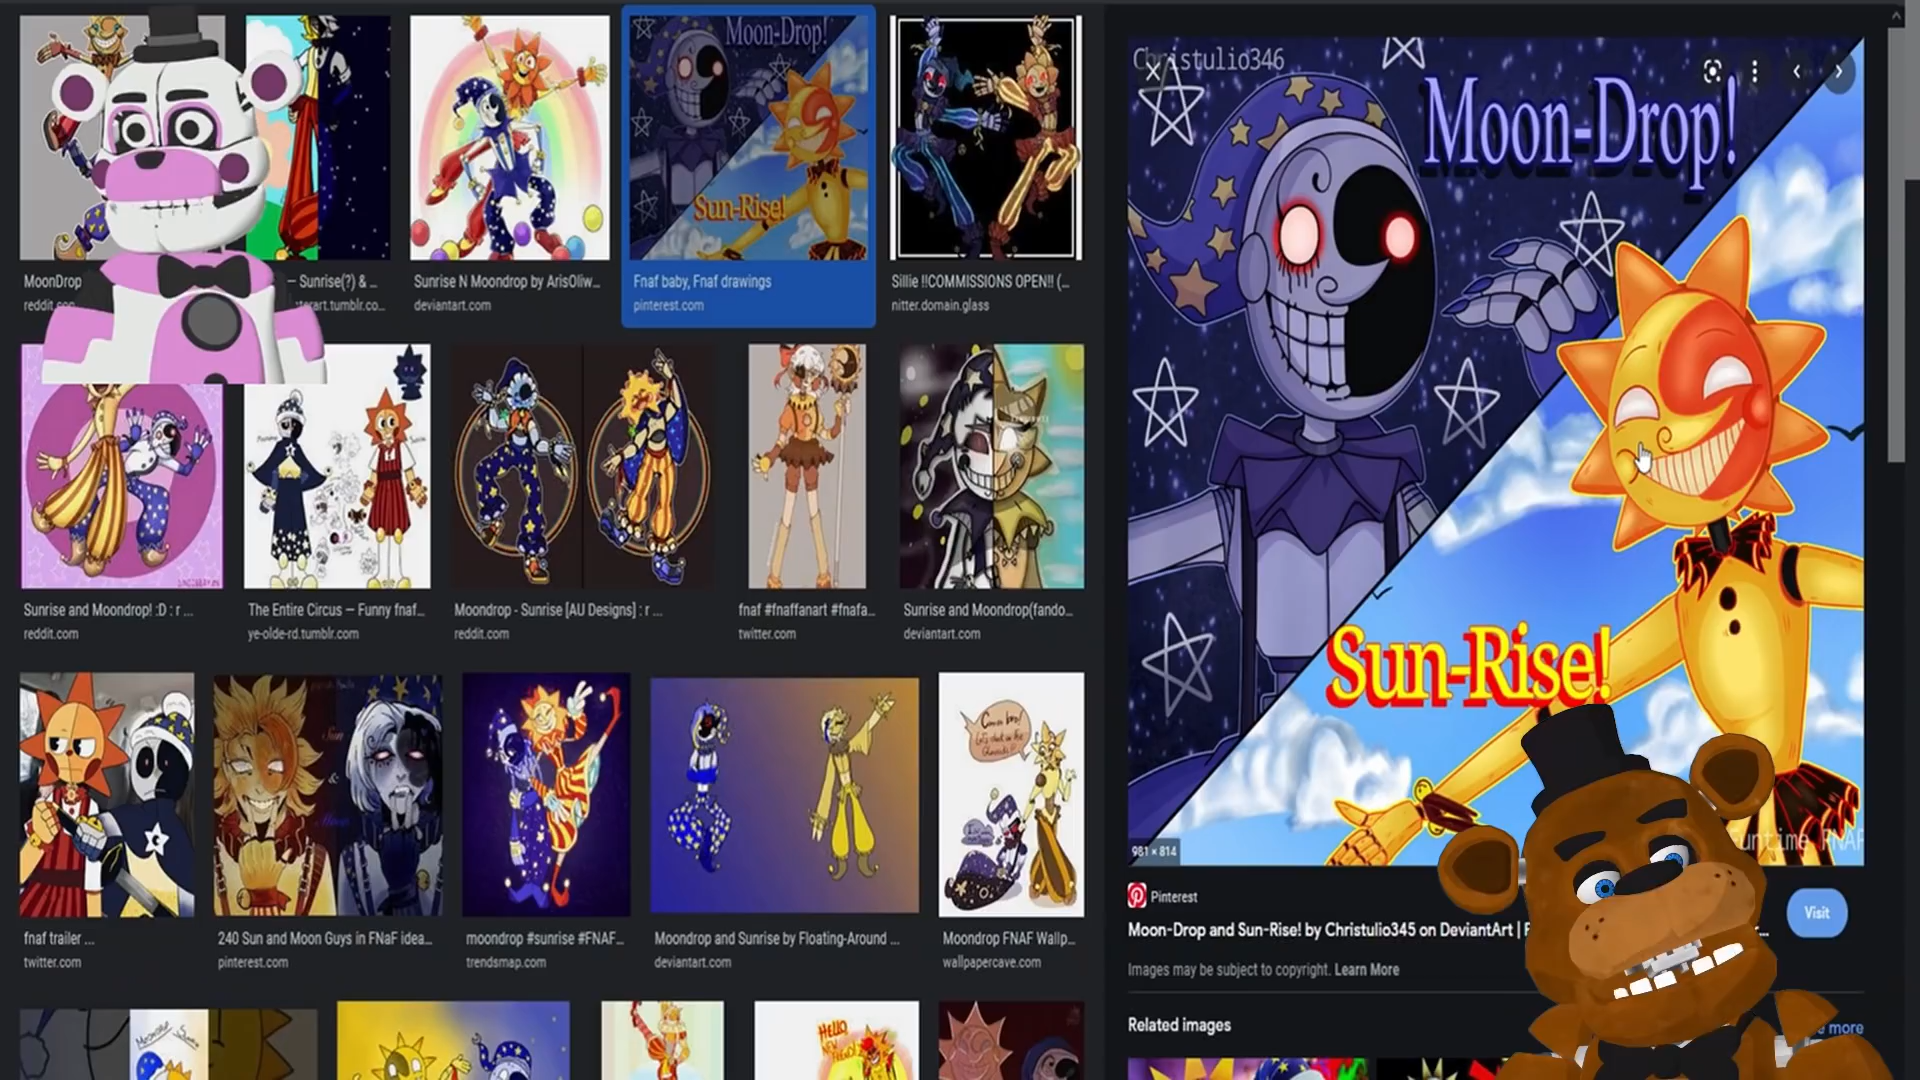 Moon-Drop!
Sun-Rise!
MoonDrop
reddit.com
— Sunrise(?) & ...
Sunrise N Moondrop by ArisOliw...
deviantart.com
Fnaf baby, Fnaf drawings
pinterest.com
Sillie !!COMMISSIONS OPEN!! (...
nitter.domain.glass
Sunrise and Moondrop! :D : r ...
reddit.com
The Entire Circus — Funny fnaf...
ye-olde-rd.tumblr.com
Moondrop - Sunrise [AU Designs] : r ...
reddit.com
fnaf #fnaffanart #fnafa...
twitter.com
Sunrise and Moondrop(fando...
deviantart.com
fnaf trailer ...
twitter.com
240 Sun and Moon Guys in FNaF idea...
pinterest.com
moondrop #sunrise #FNAF...
trendsmap.com
Moondrop and Sunrise by Floating-Around ...
deviantart.com
Moondrop FNAF Wallp...
wallpapercave.com
HELLO
Christulio346
Moon-Drop!
Sun-Rise!
981 × 814
Pinterest
Visit
Moon-Drop and Sun-Rise! by Christulio345 on DeviantArt |
Images may be subject to copyright. Learn More
Related images
more